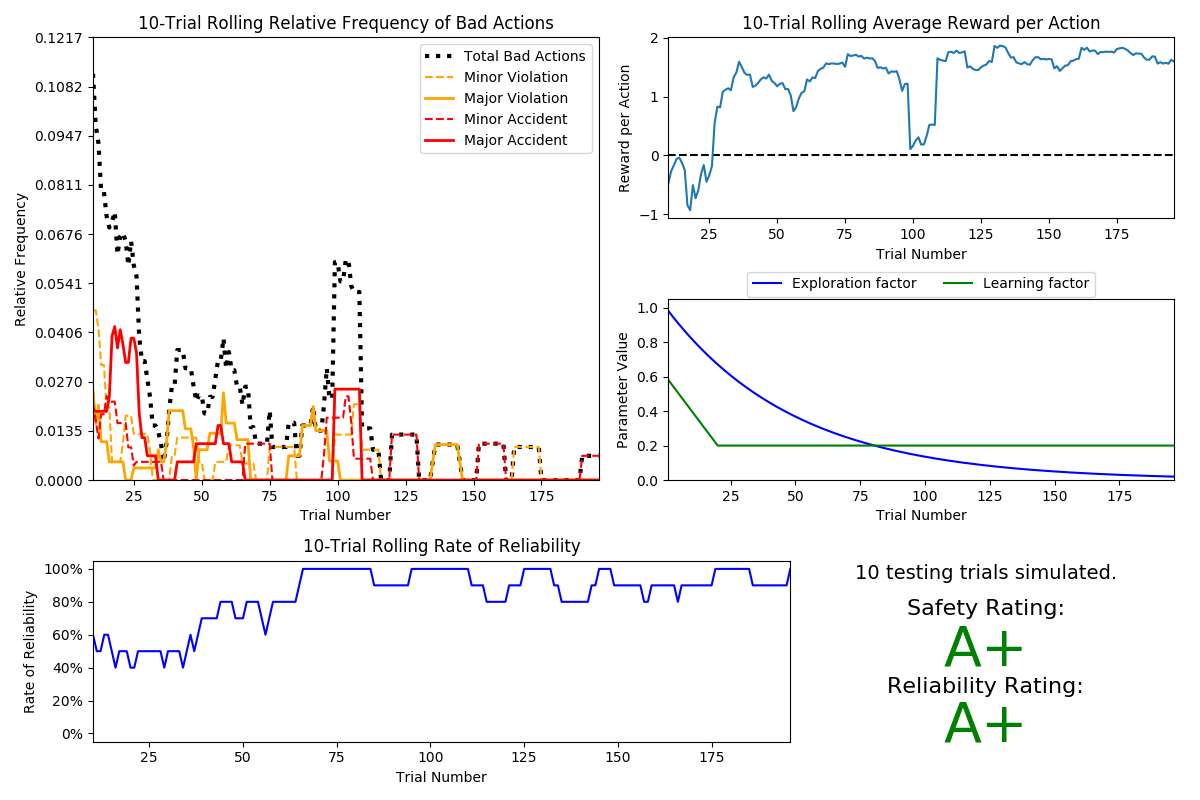 10-Trial Rolling Relative Frequency of Bad Actions
0.1217
0.1082
0.0947
0.0811
0.0676
0.0541
0.0406
0.0270
0.0135
0.0000
Relative Frequency
Total Bad Actions
Minor Violation
Major Violation
Minor Accident
Major Accident
25 50 75 100 125 150 175
Trial Number
10-Trial Rolling Average Reward per Action
2
1
0
−1
Reward per Action
25 50 75 100 125 150 175
Trial Number
Exploration factor Learning factor
1.0
0.8
0.6
0.4
0.2
0.0
Parameter Value
25 50 75 100 125 150 175
Trial Number
10-Trial Rolling Rate of Reliability
100%
80%
60%
40%
20%
0%
Rate of Reliability
25 50 75 100 125 150 175
Trial Number
10 testing trials simulated.
Safety Rating:
A+
Reliability Rating:
A+